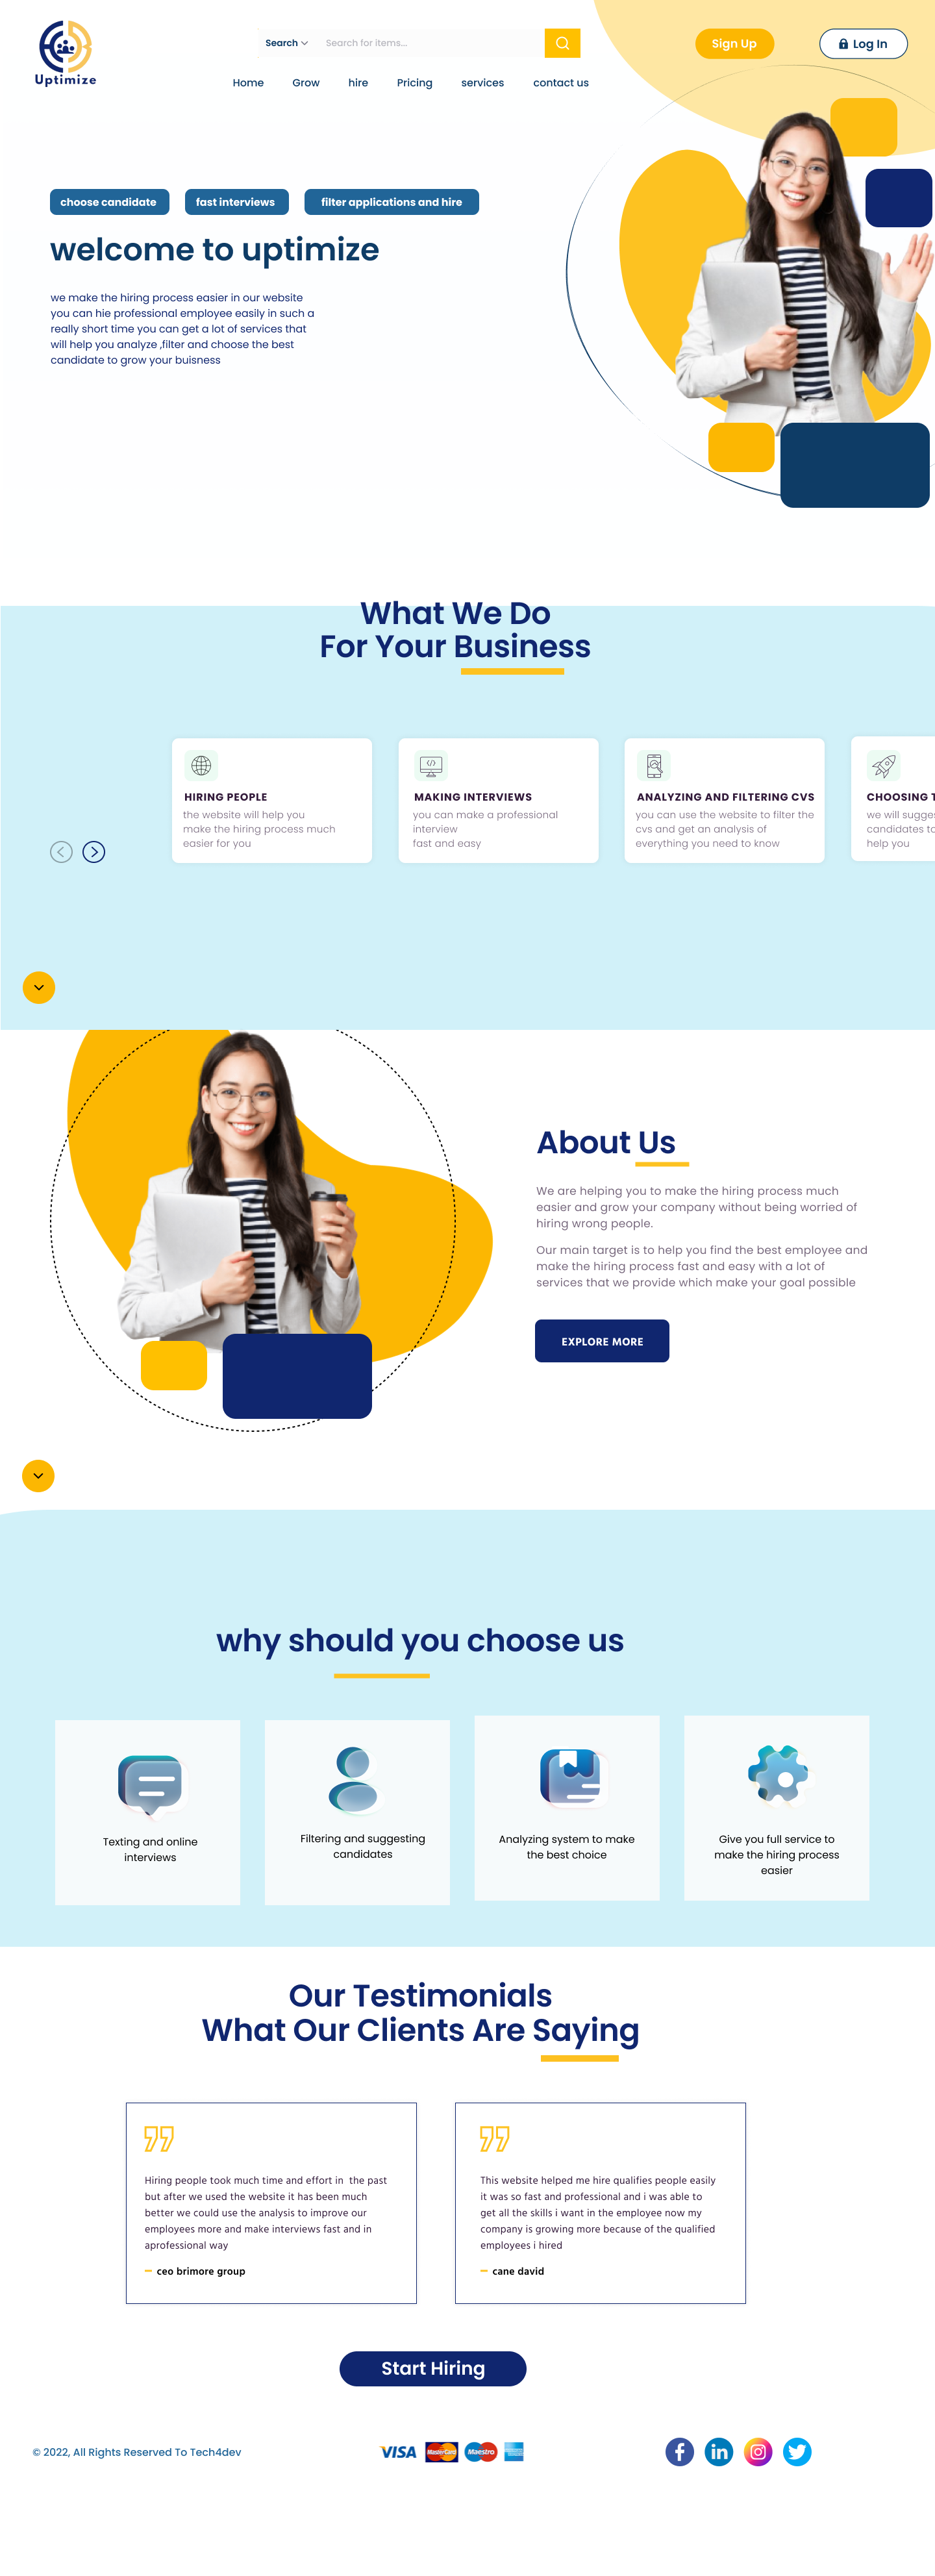 Uptimize
Search
Search for items...
Sign Up
Log In
Home
Grow
hire
Pricing
services
contact us
choose candidate
fast interviews
filter applications and hire
welcome to uptimize
we make the hiring process easier in our website
you can hie professional employee easily in such a
really short time you can get a lot of services that
will help you analyze ,filter and choose the best
candidate to grow your buisness
What We Do
For Your Business
HIRING PEOPLE
the website will help you
make the hiring process much
easier for you
MAKING INTERVIEWS
you can make a professional
interview
fast and easy
ANALYZING AND FILTERING CVS
you can use the website to filter the
cvs and get an analysis of
everything you need to know
CHOOSING
we will
candidates
help you
About Us
We are helping you to make the hiring process much
easier and grow your company without being worried of
hiring wrong people.
Our main target is to help you find the best employee and
make the hiring process fast and easy with a lot of
services that we provide which make your goal possible
EXPLORE MORE
why should you choose us
Texting and online
interviews
Filtering and suggesting
candidates
Analyzing system to make
the best choice
Give you full service to
make the hiring process
easier
Our Testimonials
What Our Clients Are Saying
Hiring people took much time and effort in the past
but after we used the website it has been much
better we could use the analysis to improve our
employees more and make interviews fast and in
aprofessional way
ceo brimore group
This website helped me hire qualifies people easily
it was so fast and professional and i was able to
get all the skills i want in the employee now my
company is growing more because of the qualified
employees i hired
cane david
Start Hiring
© 2022, All Rights Reserved To Tech4dev
VISA
MasterCard
Maestro
in